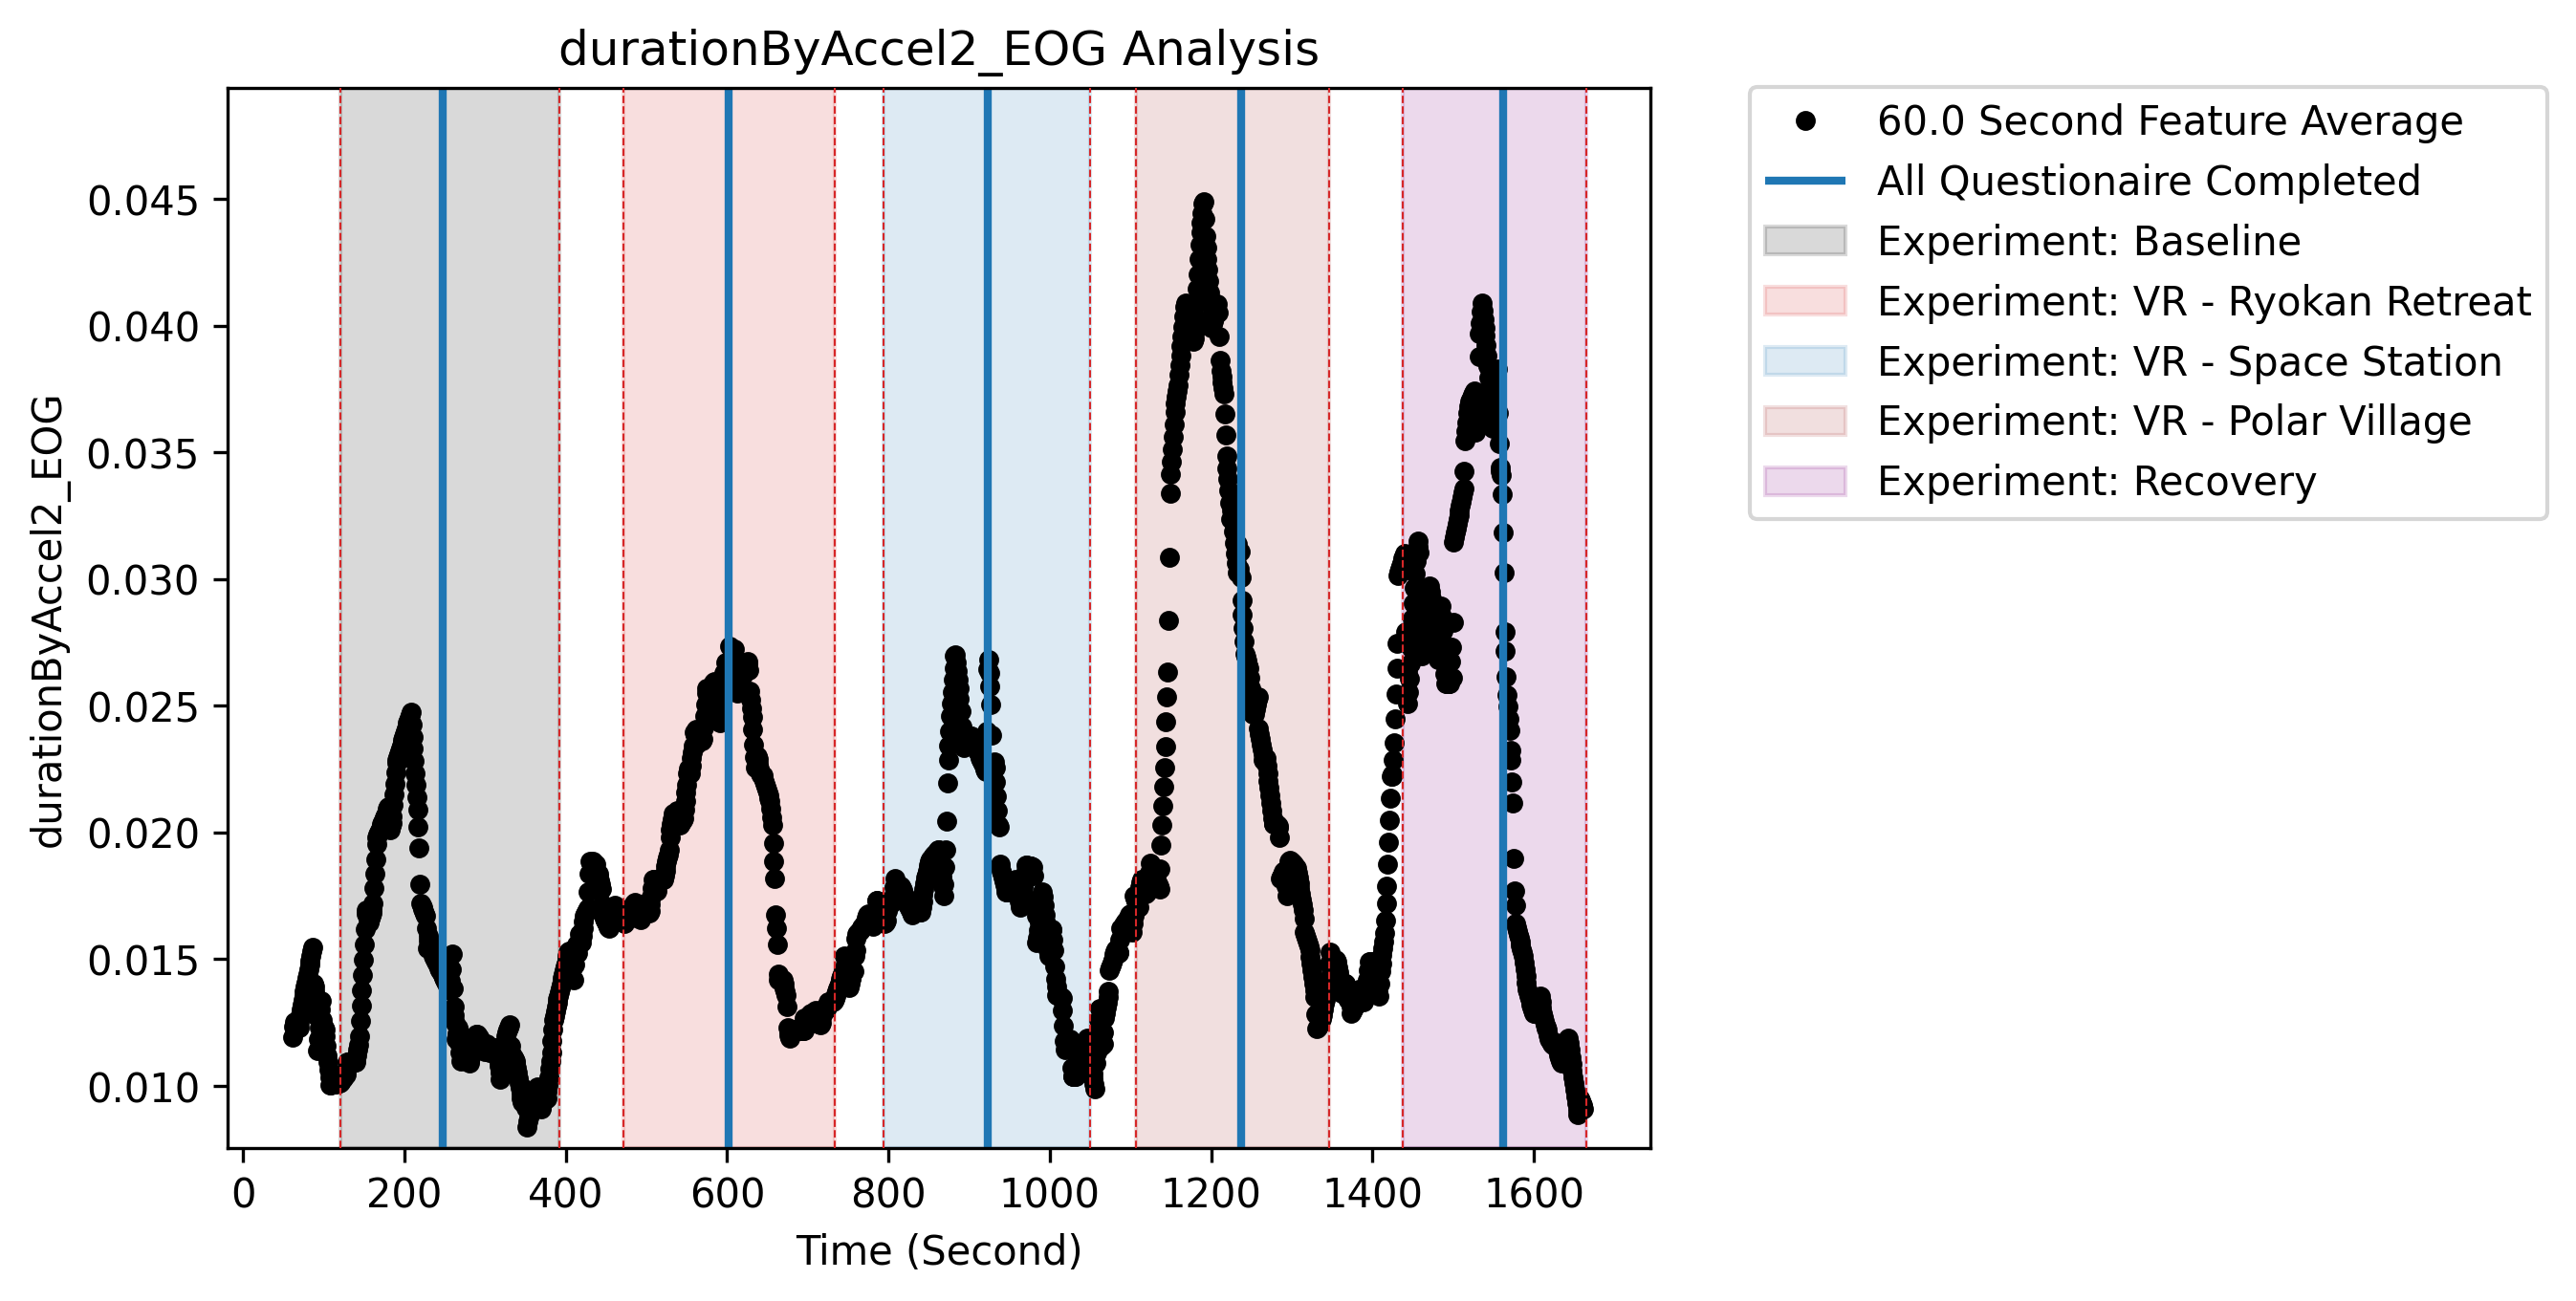 durationByAccel2_EOG Analysis
durationByAccel2_EOG
0.045
0.040
0.035
0.030
0.025
0.020
0.015
0.010
0 200 400 600 800 1000 1200 1400 1600
Time (Second)
60.0 Second Feature Average
All Questionaire Completed
Experiment: Baseline
Experiment: VR - Ryokan Retreat
Experiment: VR - Space Station
Experiment: VR - Polar Village
Experiment: Recovery